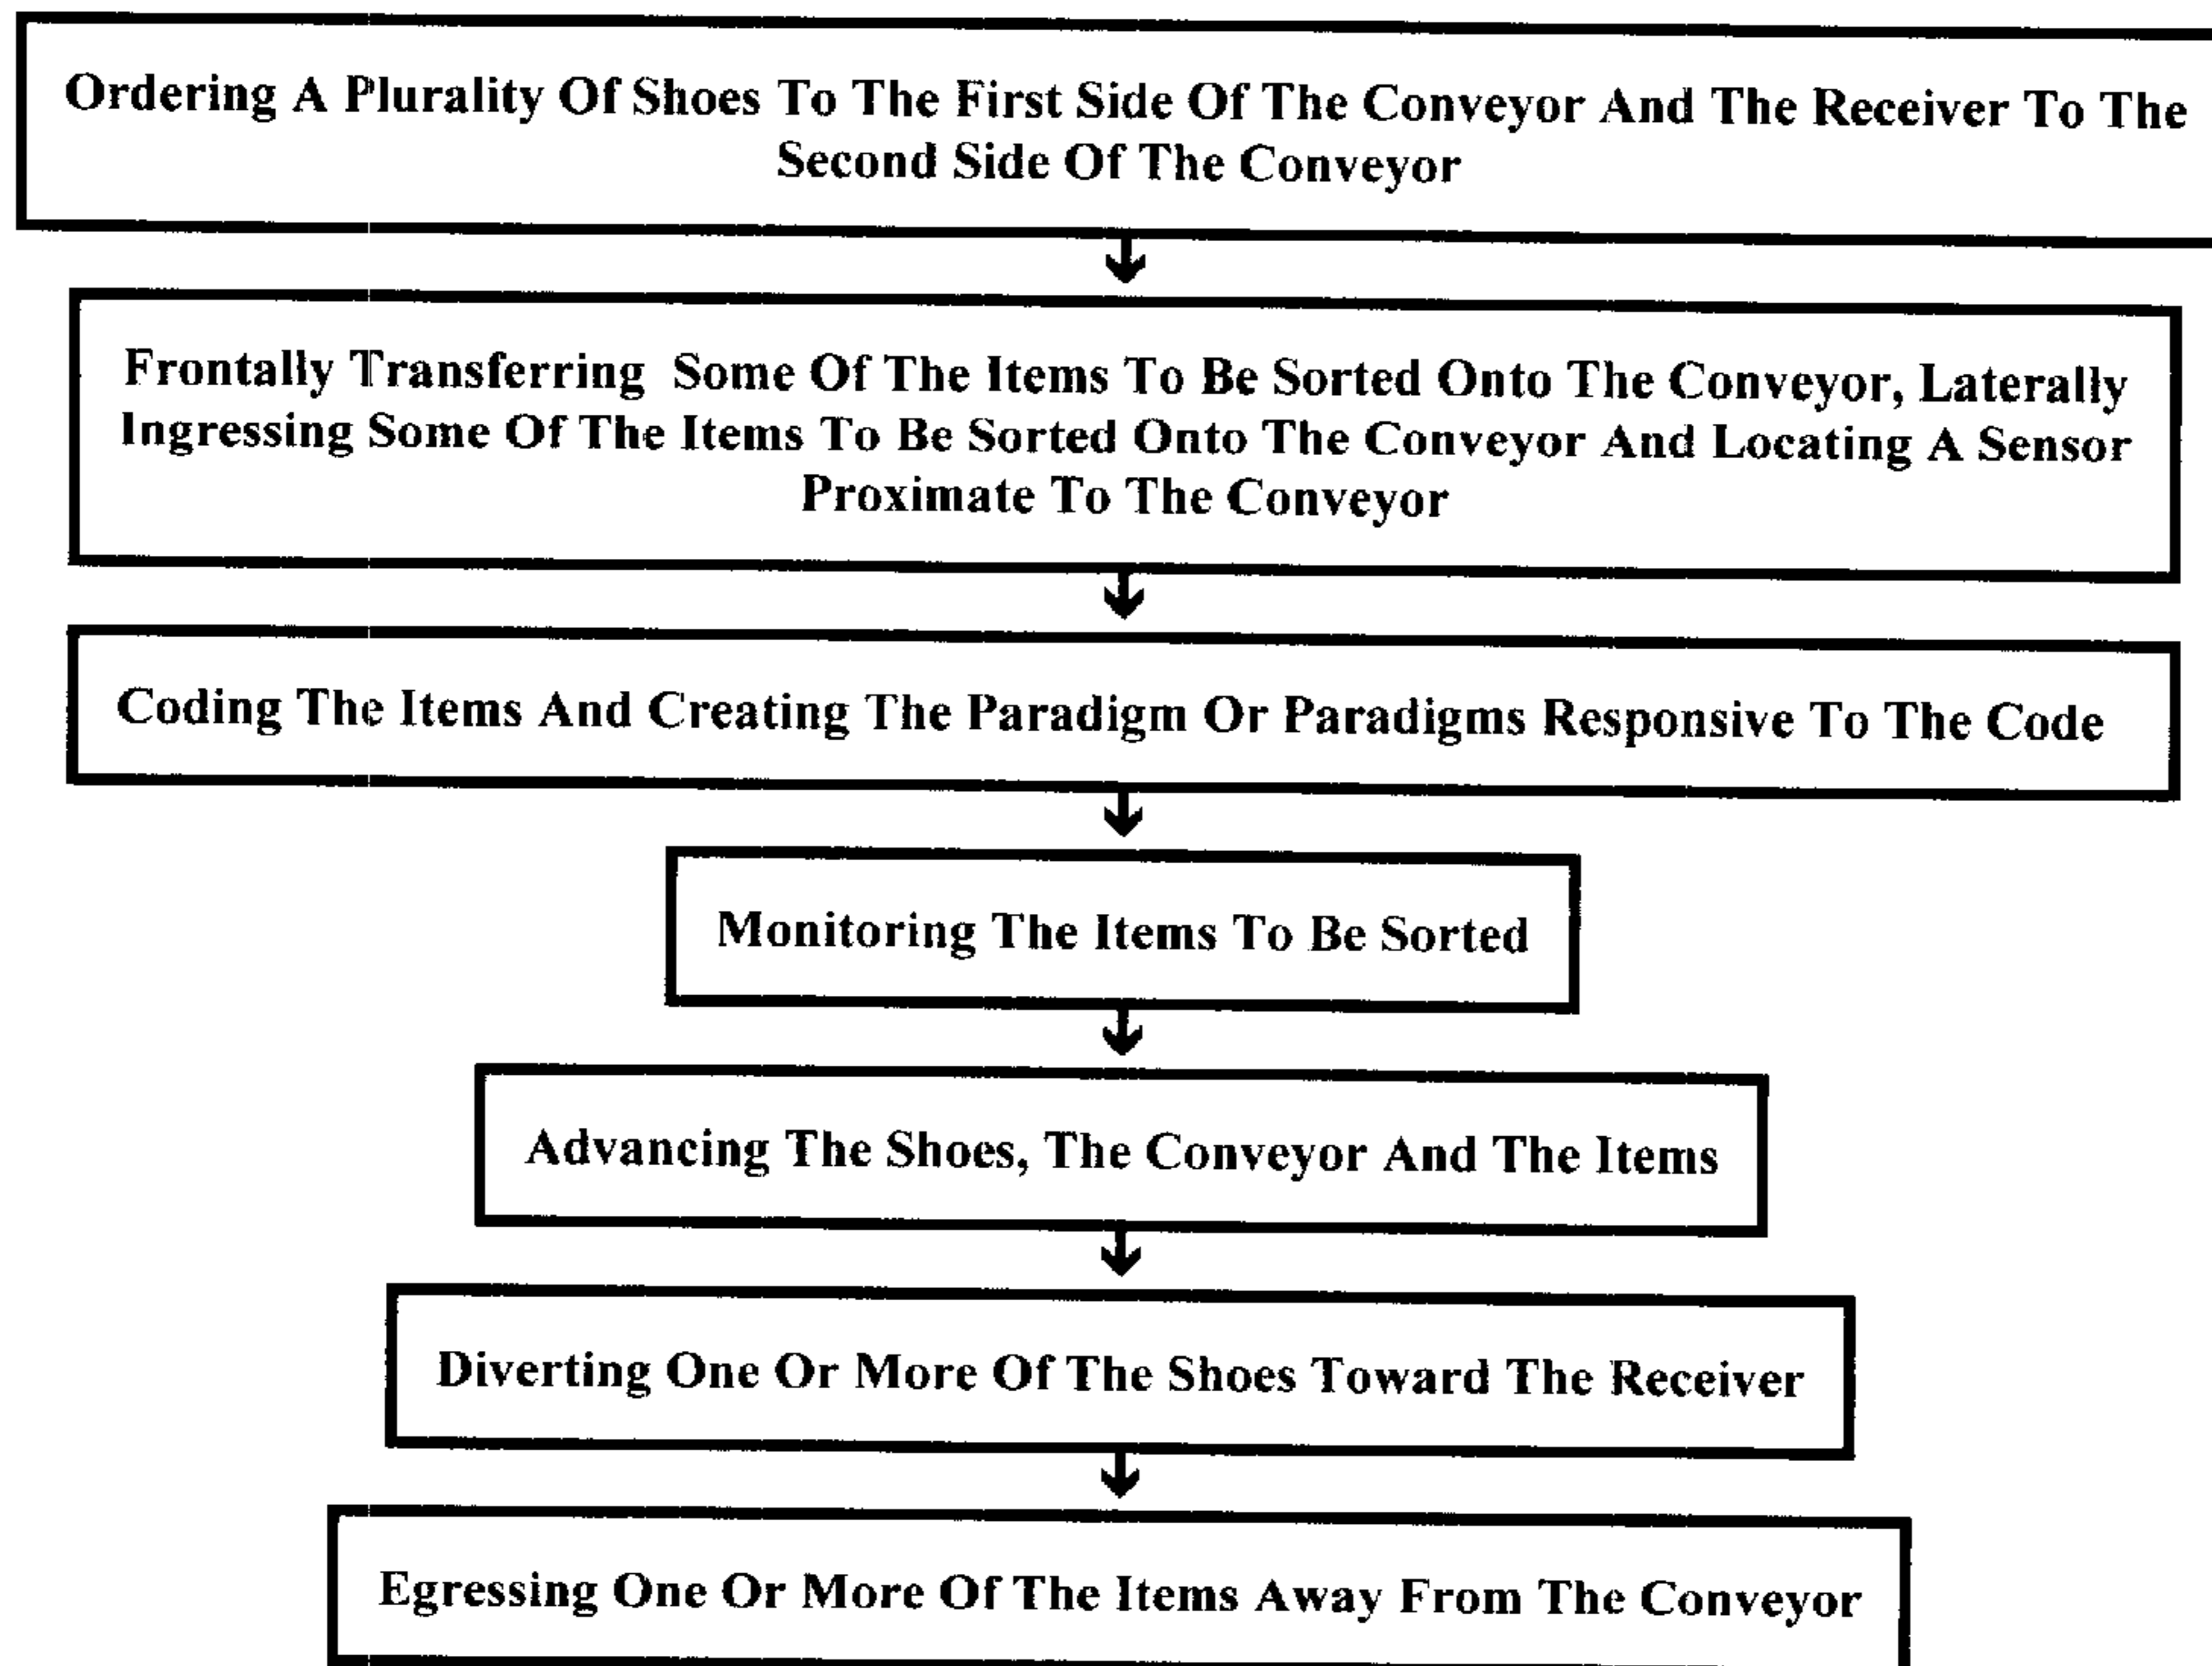 Ordering A Plurality Of Shoes To The First Side Of The Conveyor And The Receiver To The
Second Side Of The Conveyor
Frontally Transferring Some Of The Items To Be Sorted Onto The Conveyor, Laterally
Ingressing Some Of The Items To Be Sorted Onto The Conveyor And Locating A Sensor
Proximate To The Conveyor
Coding The Items And Creating The Paradigm Or Paradigms Responsive To The Code
Monitoring The Items To Be Sorted
Advancing The Shoes, The Conveyor And The Items
Diverting One Or More Of The Shoes Toward The Receiver
Egressing One Or More Of The Items Away From The Conveyor